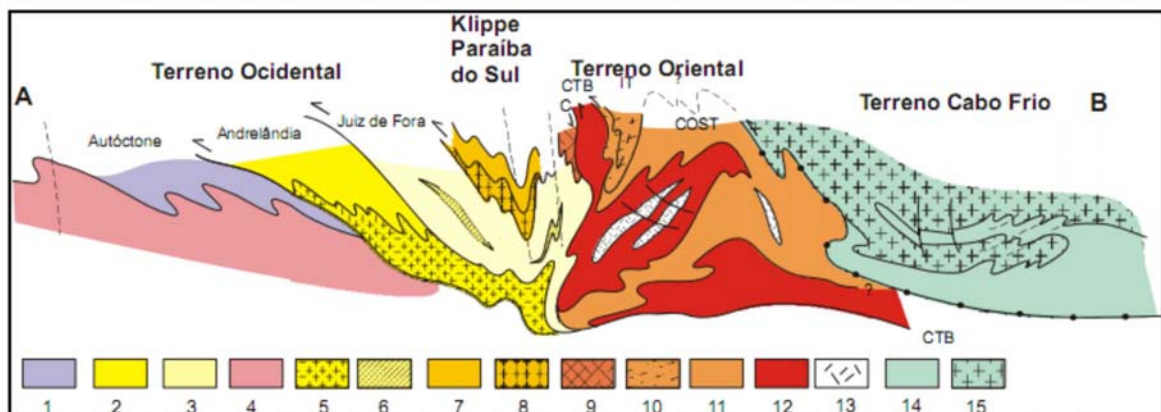 Klippe
Paraíba
do Sul
Terreno Ocidental
Terreno Oriental
Terreno Cabo Frio
A
B
Autóctone
Andrelândia
Juiz de Fora
CTB
C
IT
?
COST
?
CTB
1 2 3 4 5 6 7 8 9 10 11 12 13 14 15